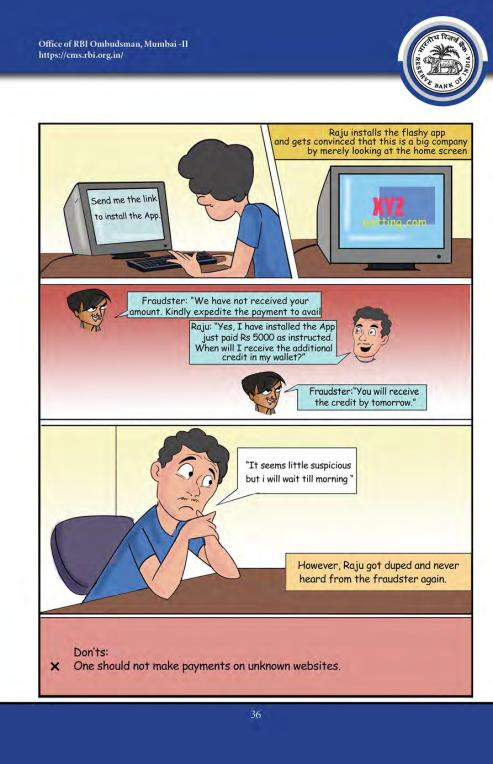 Office of RBI Ombudsman, Mumbai -II
https://cms.rbi.org.in/
भारतीय रिज़र्व बैंक
RESERVE BANK OF INDIA
Send me the link
to install the App.
Raju installs the flashy app
and gets convinced that this is a big company
by merely looking at the home screen
XYZ
Fraudster: "We have not received your
amount. Kindly expedite the payment to avail
Raju: "Yes, I have installed the App
just paid Rs 5000 as instructed.
When will I receive the additional
credit in my wallet?"
Fraudster:"You will receive
the credit by tomorrow."
"It seems little suspicious
but i will wait till morning "
However, Raju got duped and never
heard from the fraudster again.
Don'ts:
X One should not make payments on unknown websites.
36